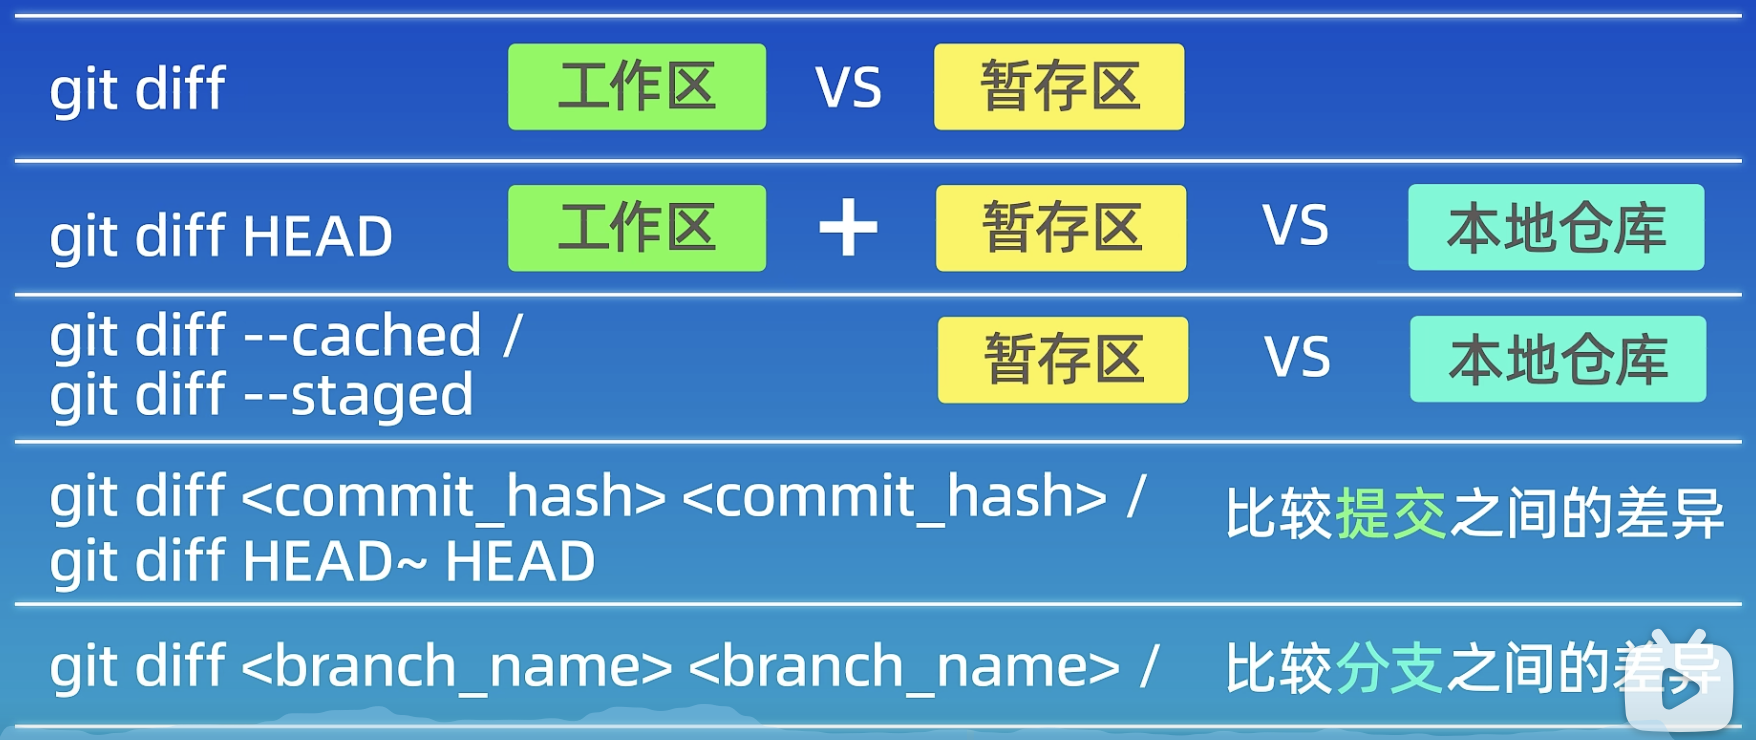 git diff 工作区 VS 暂存区
git diff HEAD 工作区 + 暂存区 VS 本地仓库
git diff --cached /
git diff --staged 暂存区 VS 本地仓库
git diff <commit_hash> <commit_hash> /
git diff HEAD~ HEAD 比较提交之间的差异
git diff <branch_name> <branch_name> / 比较分支之间的差异